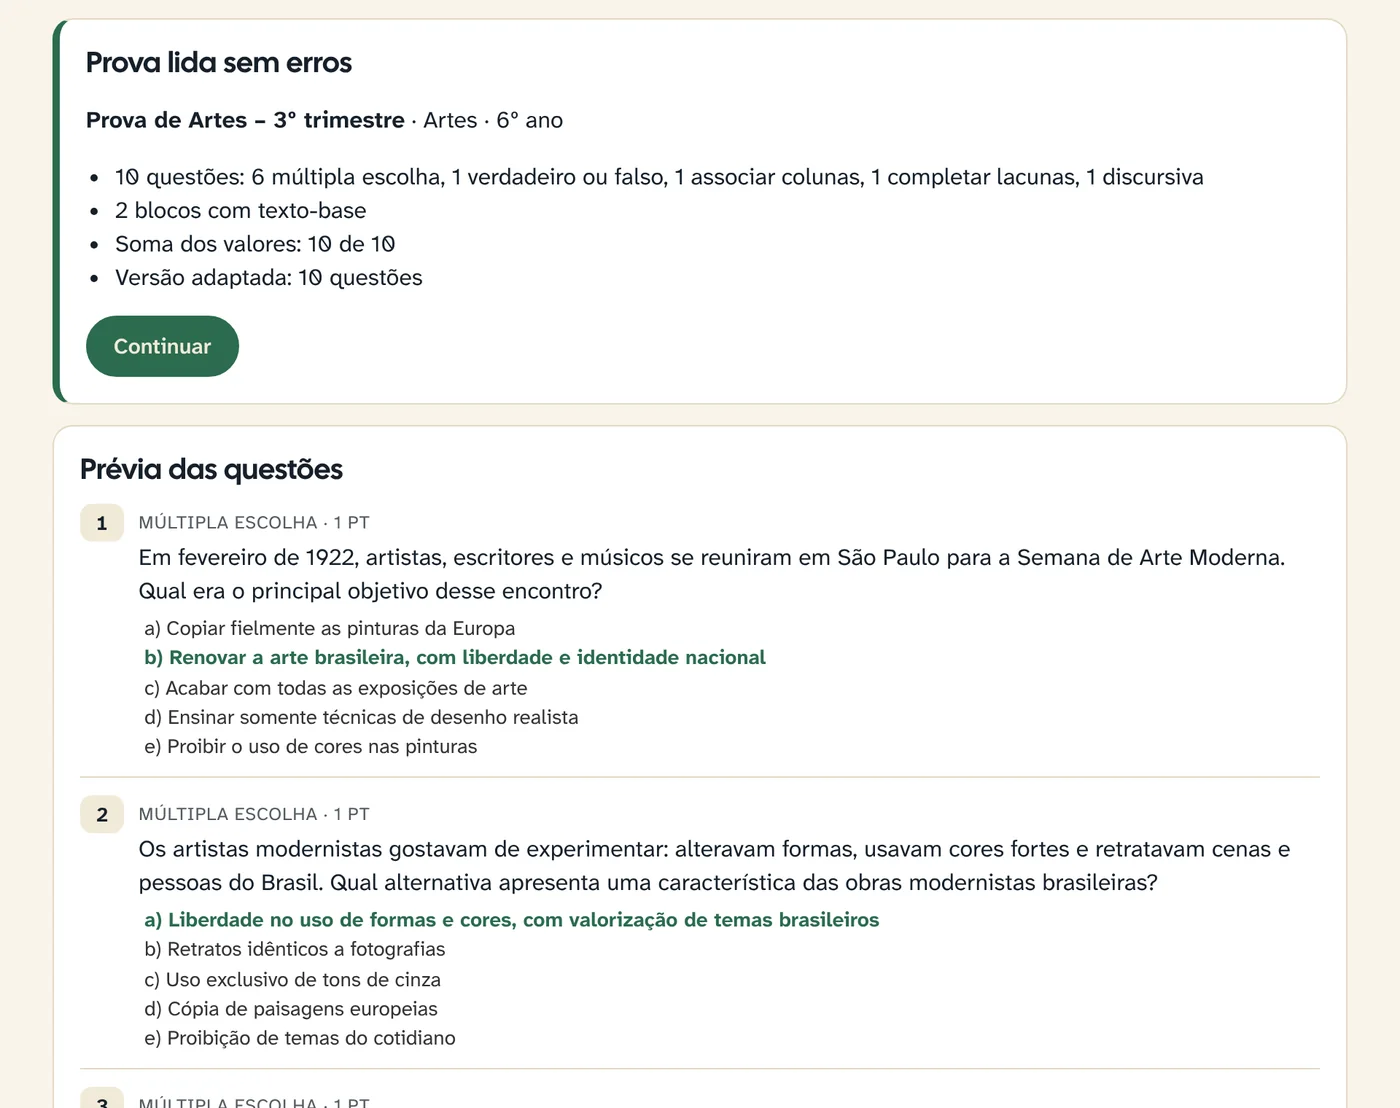 Prova lida sem erros
Prova de Artes – 3º trimestre · Artes · 6º ano
• 10 questões: 6 múltipla escolha, 1 verdadeiro ou falso, 1 associar colunas, 1 completar lacunas, 1 discursiva
• 2 blocos com texto-base
• Soma dos valores: 10 de 10
• Versão adaptada: 10 questões
Continuar
Prévia das questões
1 MÚLTIPLA ESCOLHA · 1 PT
Em fevereiro de 1922, artistas, escritores e músicos se reuniram em São Paulo para a Semana de Arte Moderna.
Qual era o principal objetivo desse encontro?
a) Copiar fielmente as pinturas da Europa
b) Renovar a arte brasileira, com liberdade e identidade nacional
c) Acabar com todas as exposições de arte
d) Ensinar somente técnicas de desenho realista
e) Proibir o uso de cores nas pinturas
2 MÚLTIPLA ESCOLHA · 1 PT
Os artistas modernistas gostavam de experimentar: alteravam formas, usavam cores fortes e retratavam cenas e
pessoas do Brasil. Qual alternativa apresenta uma característica das obras modernistas brasileiras?
a) Liberdade no uso de formas e cores, com valorização de temas brasileiros
b) Retratos idênticos a fotografias
c) Uso exclusivo de tons de cinza
d) Cópia de paisagens europeias
e) Proibição de temas do cotidiano
3 MÚLTIPLA ESCOLHA · 1 PT